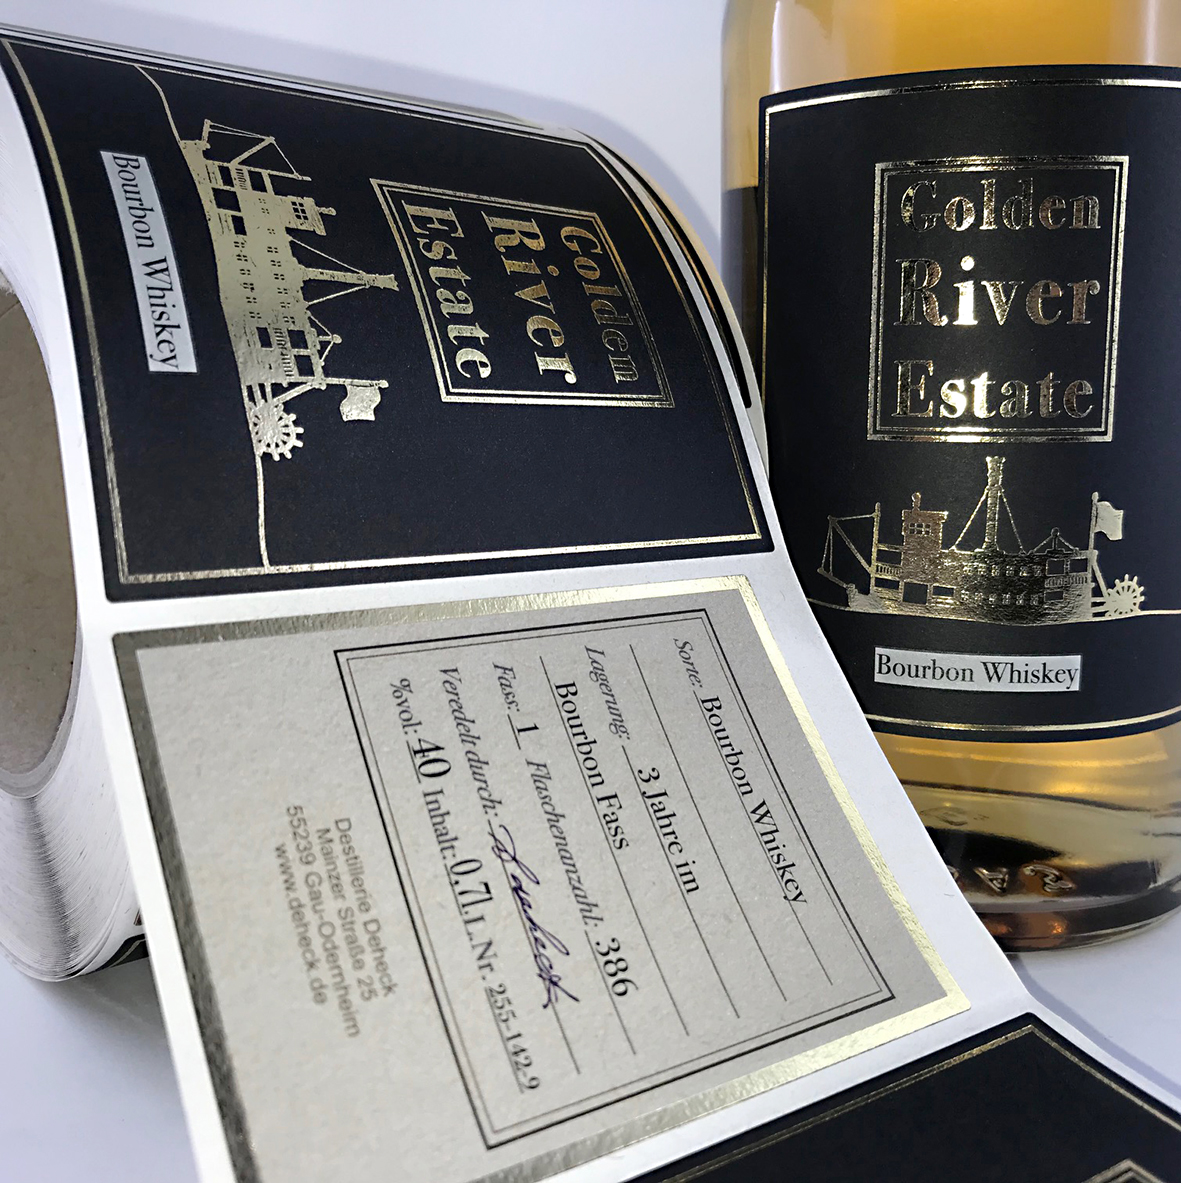 Golden
River
Estate
Bourbon Whiskey
Sorte: Bourbon Whiskey
Lagerung: 3 Jahre im
Bourbon Fass
Fass: 1 Flaschenanzahl: 386
Veredelt durch:
%vol: 40 Inhalt: 0,7l L.Nr. 255-142-9
Destillerie Deheck
Mainzer Straße 25
55239 Gau-Odernheim
www.deheck.de
Golden
River
Estate
Bourbon Whiskey